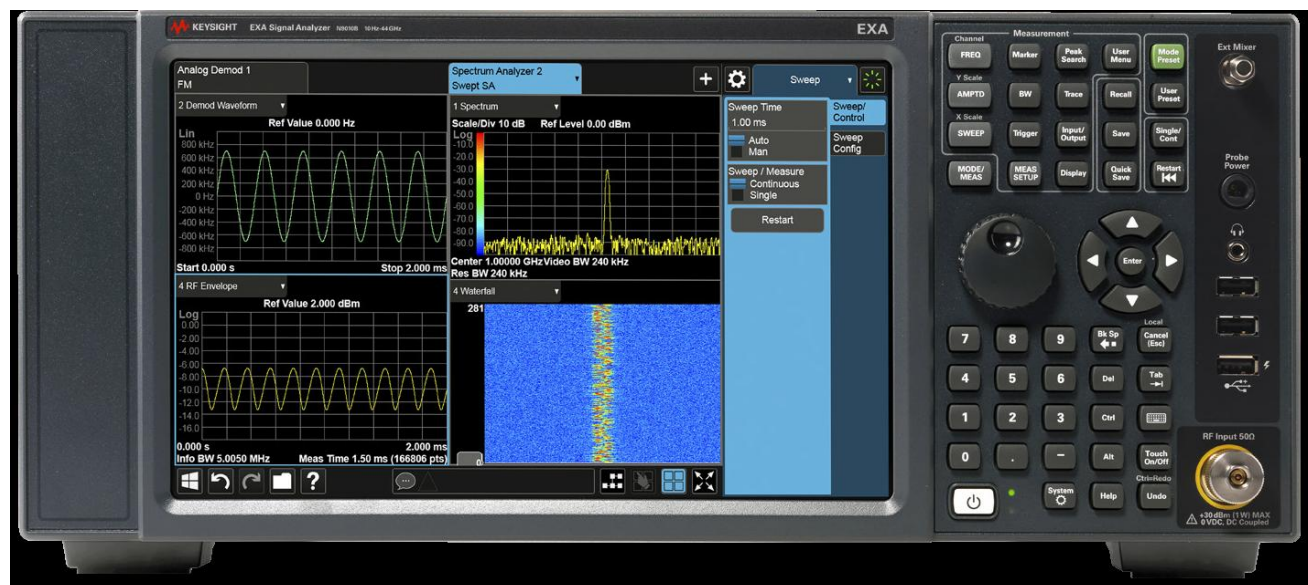 KEYSIGHT EXA Signal Analyzer N9010B 10 Hz-44 GHz
EXA
Analog Demod 1
FM
Spectrum Analyzer 2
Swept SA
+
Sweep
2 Demod Waveform
Ref Value 0.000 Hz
Lin
800 kHz
600 kHz
400 kHz
200 kHz
0 Hz
-200 kHz
-400 kHz
-600 kHz
-800 kHz
Start 0.000 s
Stop 2.000 ms
1 Spectrum
Scale/Div 10 dB Ref Level 0.00 dBm
Log
-10.0
-20.0
-30.0
-40.0
-50.0
-60.0
-70.0
-80.0
-90.0
Center 1.00000 GHz Video BW 240 kHz
Res BW 240 kHz
4 RF Envelope
Ref Value 2.000 dBm
Log
0.00
-2.00
-4.00
-6.00
-8.00
-10.0
-12.0
-14.0
-16.0
0.000 s
2.000 ms
Info BW 5.0050 MHz
Meas Time 1.50 ms (166806 pts)
4 Waterfall
281
0
Sweep Time
1.00 ms
Auto
Man
Sweep / Measure
Continuous
Single
Restart
Sweep/
Control
Sweep
Config
?
Channel
Measurement
FREQ
Marker
Peak
Search
User
Menu
Mode
Preset
Y Scale
AMPTD
BW
Trace
Recall
User
Preset
X Scale
SWEEP
Trigger
Input/
Output
Save
Single/
Cont
MODE/
MEAS
MEAS
SETUP
Display
Quick
Save
Restart
Enter
7
8
9
Bk Sp
Local
Cancel
(Esc)
4
5
6
Del
Tab
1
2
3
Ctrl
0
.
–
Alt
Touch
On/Off
System
Help
Ctrl=Redo
Undo
Ext Mixer
Probe
Power
RF Input 50Ω
+30 dBm (1 W) MAX
0 VDC, DC Coupled